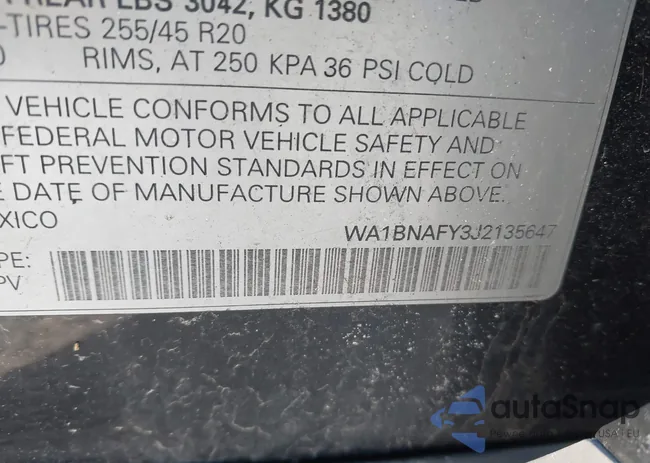 REAR LBS 3042, KG 1380
-TIRES 255/45 R20
RIMS, AT 250 KPA 36 PSI COLD
VEHICLE CONFORMS TO ALL APPLICABLE
FEDERAL MOTOR VEHICLE SAFETY AND
FT PREVENTION STANDARDS IN EFFECT ON
E DATE OF MANUFACTURE SHOWN ABOVE.
EXICO
WA1BNAFY3J2135647
PE:
PV
autoSnap